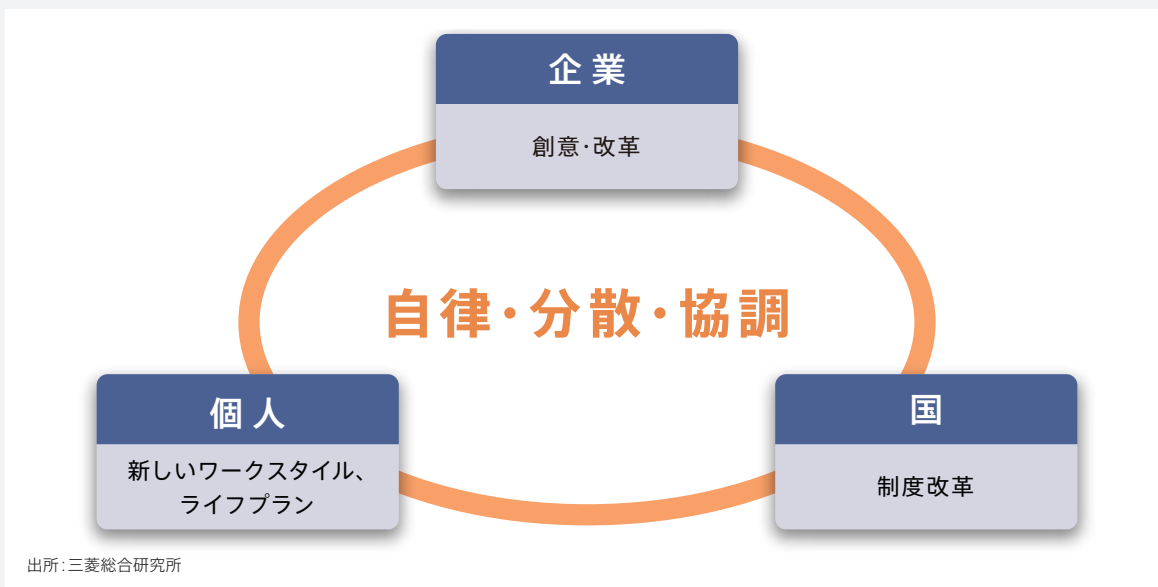 企業
創意・改革
自律・分散・協調
個人
新しいワークスタイル、
ライフプラン
国
制度改革
出所:三菱総合研究所